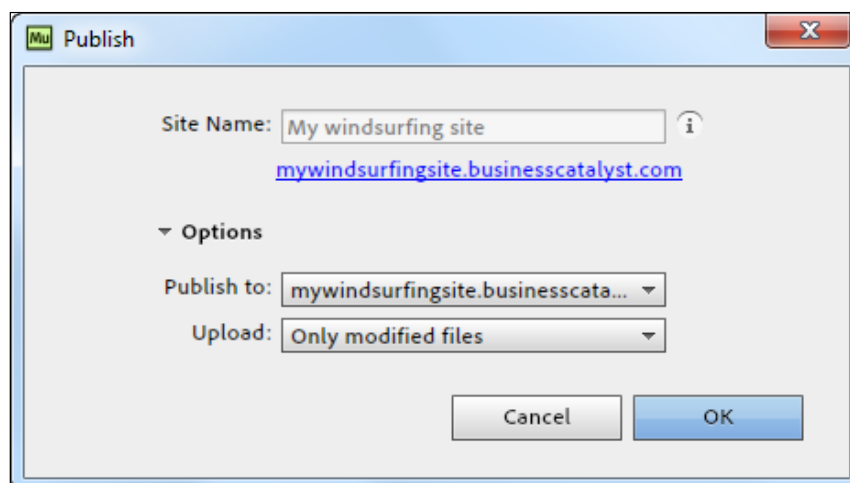 Mu Publish
Site Name: My windsurfing site i
mywindsurfingsite.businesscatalyst.com
Options
Publish to: mywindsurfingsite.businesscata...
Upload: Only modified files
Cancel OK